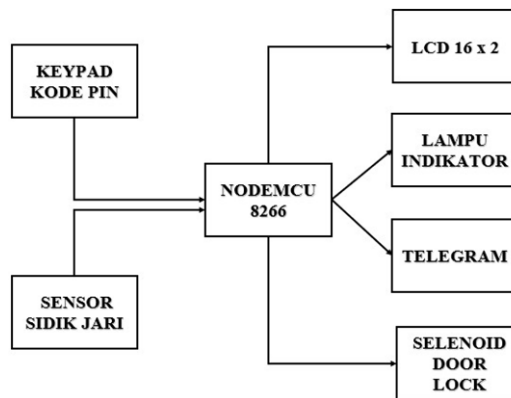 KEYPAD
KODE PIN
SENSOR
SIDIK JARI
NODEMCU
8266
LCD 16 x 2
LAMPU
INDIKATOR
TELEGRAM
SELENOID
DOOR
LOCK